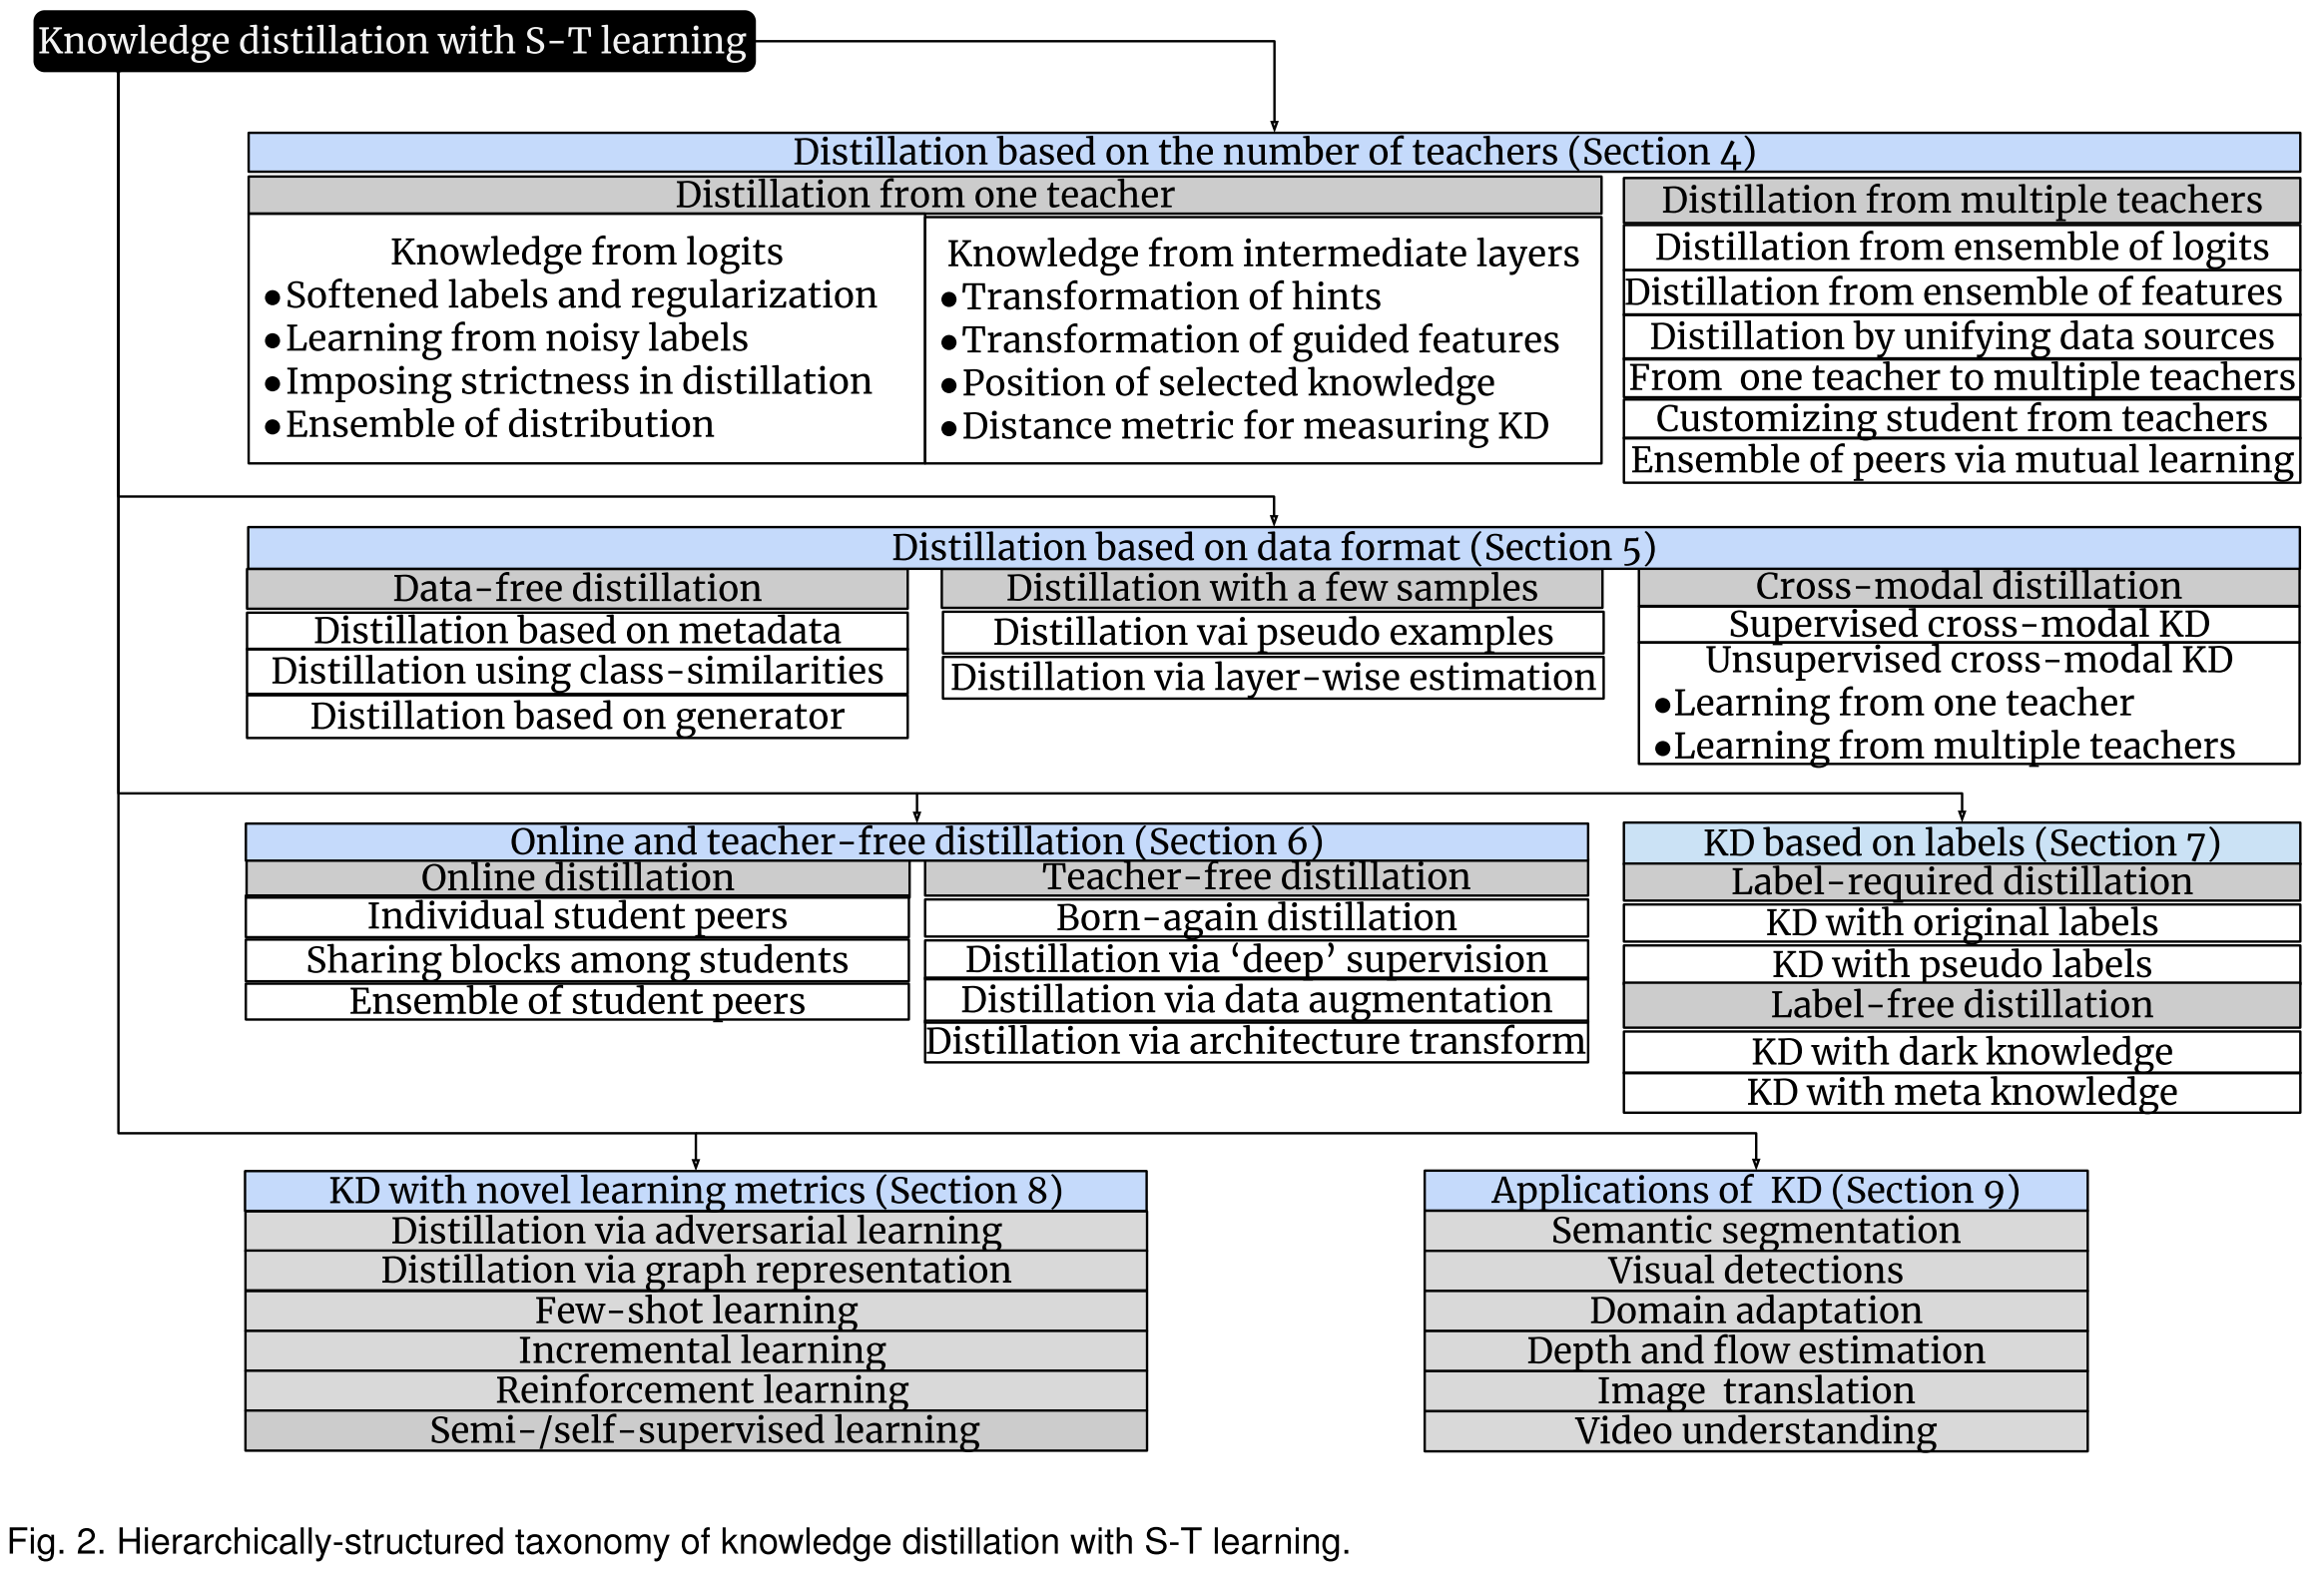 Knowledge distillation with S-T learning
Distillation based on the number of teachers (Section 4)
Distillation from one teacher
Knowledge from logits
●Softened labels and regularization
●Learning from noisy labels
●Imposing strictness in distillation
●Ensemble of distribution
Knowledge from intermediate layers
●Transformation of hints
●Transformation of guided features
●Position of selected knowledge
●Distance metric for measuring KD
Distillation from multiple teachers
Distillation from ensemble of logits
Distillation from ensemble of features
Distillation by unifying data sources
From one teacher to multiple teachers
Customizing student from teachers
Ensemble of peers via mutual learning
Distillation based on data format (Section 5)
Data-free distillation
Distillation based on metadata
Distillation using class-similarities
Distillation based on generator
Distillation with a few samples
Distillation vai pseudo examples
Distillation via layer-wise estimation
Cross-modal distillation
Supervised cross-modal KD
Unsupervised cross-modal KD
●Learning from one teacher
●Learning from multiple teachers
Online and teacher-free distillation (Section 6)
Online distillation
Individual student peers
Sharing blocks among students
Ensemble of student peers
Teacher-free distillation
Born-again distillation
Distillation via ‘deep’ supervision
Distillation via data augmentation
Distillation via architecture transform
KD based on labels (Section 7)
Label-required distillation
KD with original labels
KD with pseudo labels
Label-free distillation
KD with dark knowledge
KD with meta knowledge
KD with novel learning metrics (Section 8)
Distillation via adversarial learning
Distillation via graph representation
Few-shot learning
Incremental learning
Reinforcement learning
Semi-/self-supervised learning
Applications of KD (Section 9)
Semantic segmentation
Visual detections
Domain adaptation
Depth and flow estimation
Image translation
Video understanding
Fig. 2. Hierarchically-structured taxonomy of knowledge distillation with S-T learning.